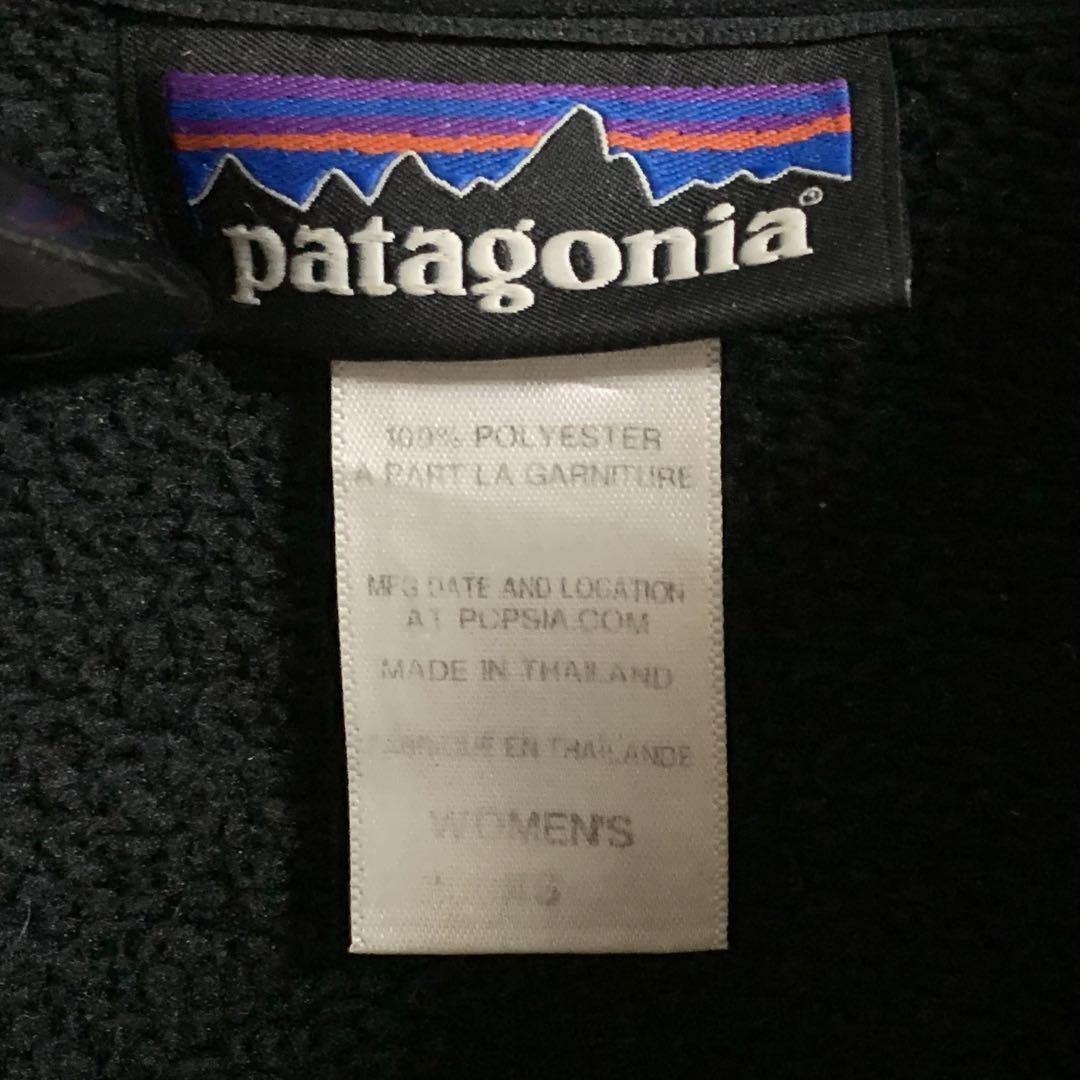 patagonia®
100% POLYESTER
A PART LA GARNITURE
MFG DATE AND LOCATION
AT PCPSIA.COM
MADE IN THAILAND
FABRIQUE EN THAILANDE
WOMEN'S